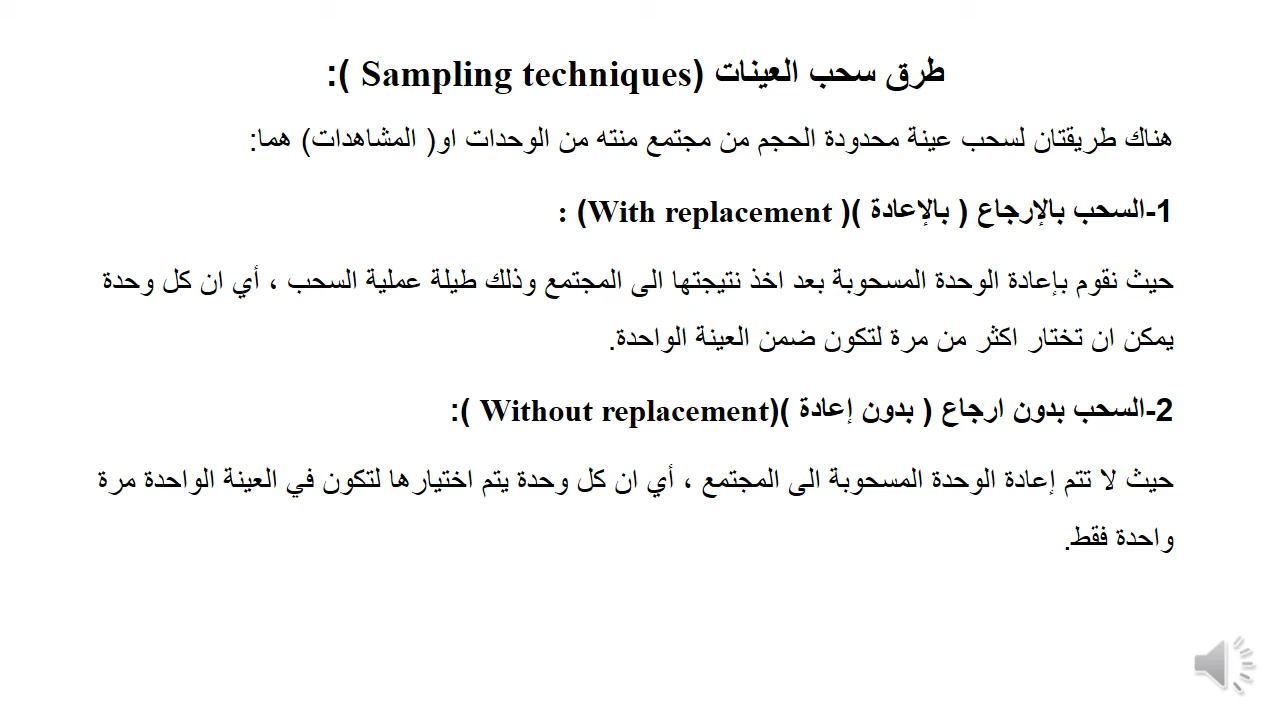 طرق سحب العينات (Sampling techniques ):
هناك طريقتان لسحب عينة محدودة الحجم من مجتمع منته من الوحدات او( المشاهدات) هما:
1-السحب بالإرجاع ( بالإعادة )( With replacement) :
حيث نقوم بإعادة الوحدة المسحوبة بعد اخذ نتيجتها الى المجتمع وذلك طيلة عملية السحب ، أي ان كل وحدة
يمكن ان تختار اكثر من مرة لتكون ضمن العينة الواحدة.
2-السحب بدون ارجاع ( بدون إعادة )(Without replacement ):
حيث لا تتم إعادة الوحدة المسحوبة الى المجتمع ، أي ان كل وحدة يتم اختيارها لتكون في العينة الواحدة مرة
واحدة فقط.